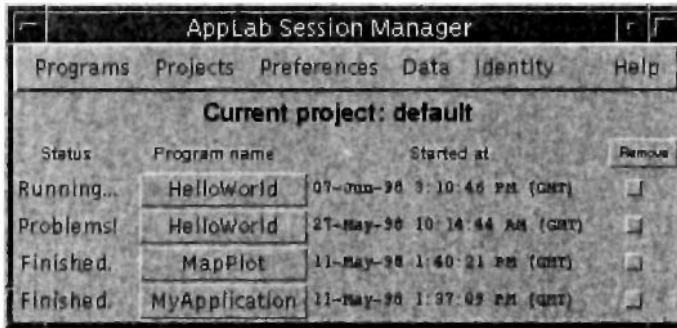 AppLab Session Manager
Programs Projects Preferences Data Identity Help
Current project: default
Status Program name Started at Remove
Running... HelloWorld 07-Jun-98 3:10:46 PM (GMT)
Problems! HelloWorld 27-May-98 10:14:44 AM (GMT)
Finished. MapPlot 11-May-98 1:40:21 PM (GMT)
Finished. MyApplication 11-May-98 1:37:09 PM (GMT)